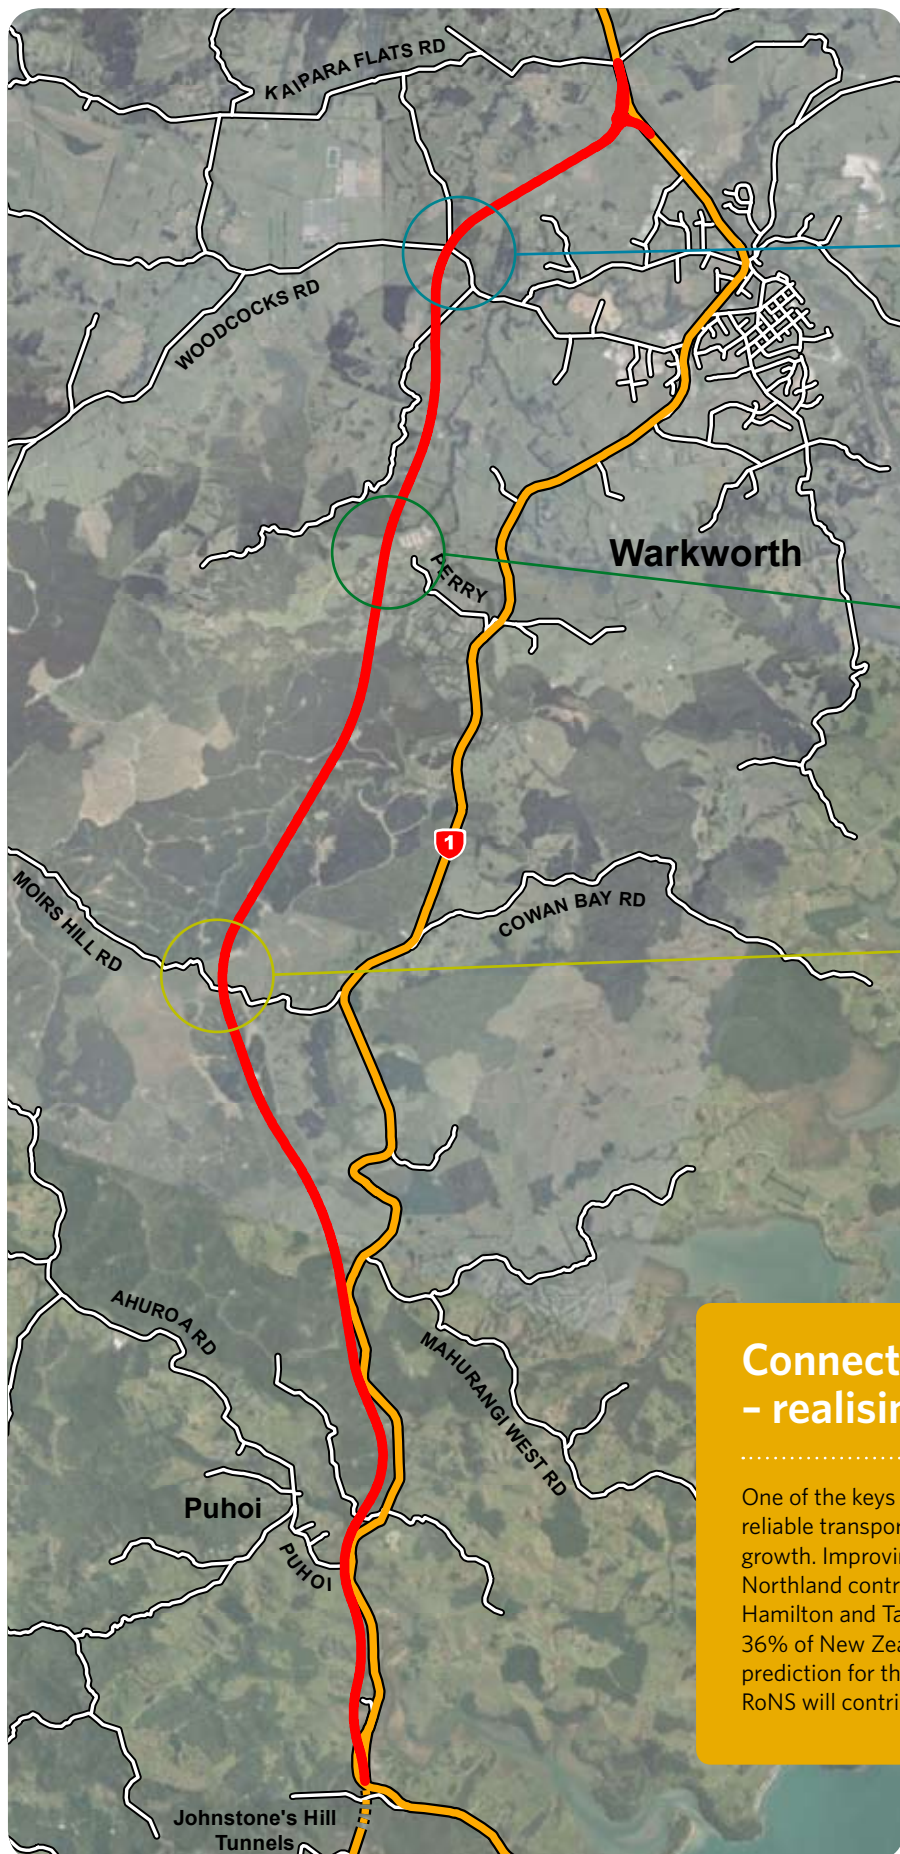 KAIPARA FLATS RD
WOODCOCKS RD
Warkworth
PERRY
1
MOIRS HILL RD
COWAN BAY RD
AHUROA RD
MAHURANGI WEST RD
Puhoi
PUHOI
Johnstone's Hill
Tunnels
Connect
– realisin
One of the keys
reliable transpor
growth. Improvin
Northland contr
Hamilton and Ta
36% of New Zea
prediction for th
RoNS will contri